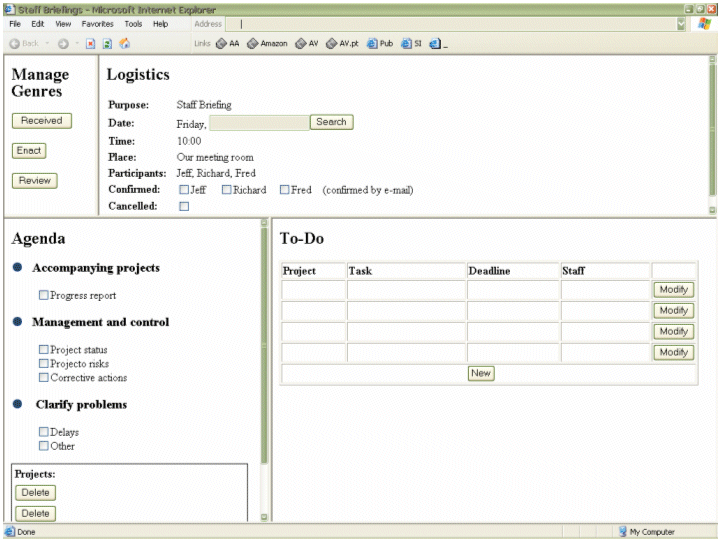 Staff Briefings - Microsoft Internet Explorer
File Edit View Favorites Tools Help Address
Back Links AA Amazon AV AV.pt Pub SI
Manage Genres
Received
Enact
Review
Logistics
Purpose: Staff Briefing
Date: Friday, Search
Time: 10:00
Place: Our meeting room
Participants: Jeff, Richard, Fred
Confirmed: Jeff Richard Fred (confirmed by e-mail)
Cancelled:
Agenda
Accompanying projects
Progress report
Management and control
Project status
Projecto risks
Corrective actions
Clarify problems
Delays
Other
Projects:
Delete
Delete
To-Do
Project Task Deadline Staff
Modify
Modify
Modify
Modify
New
Done My Computer